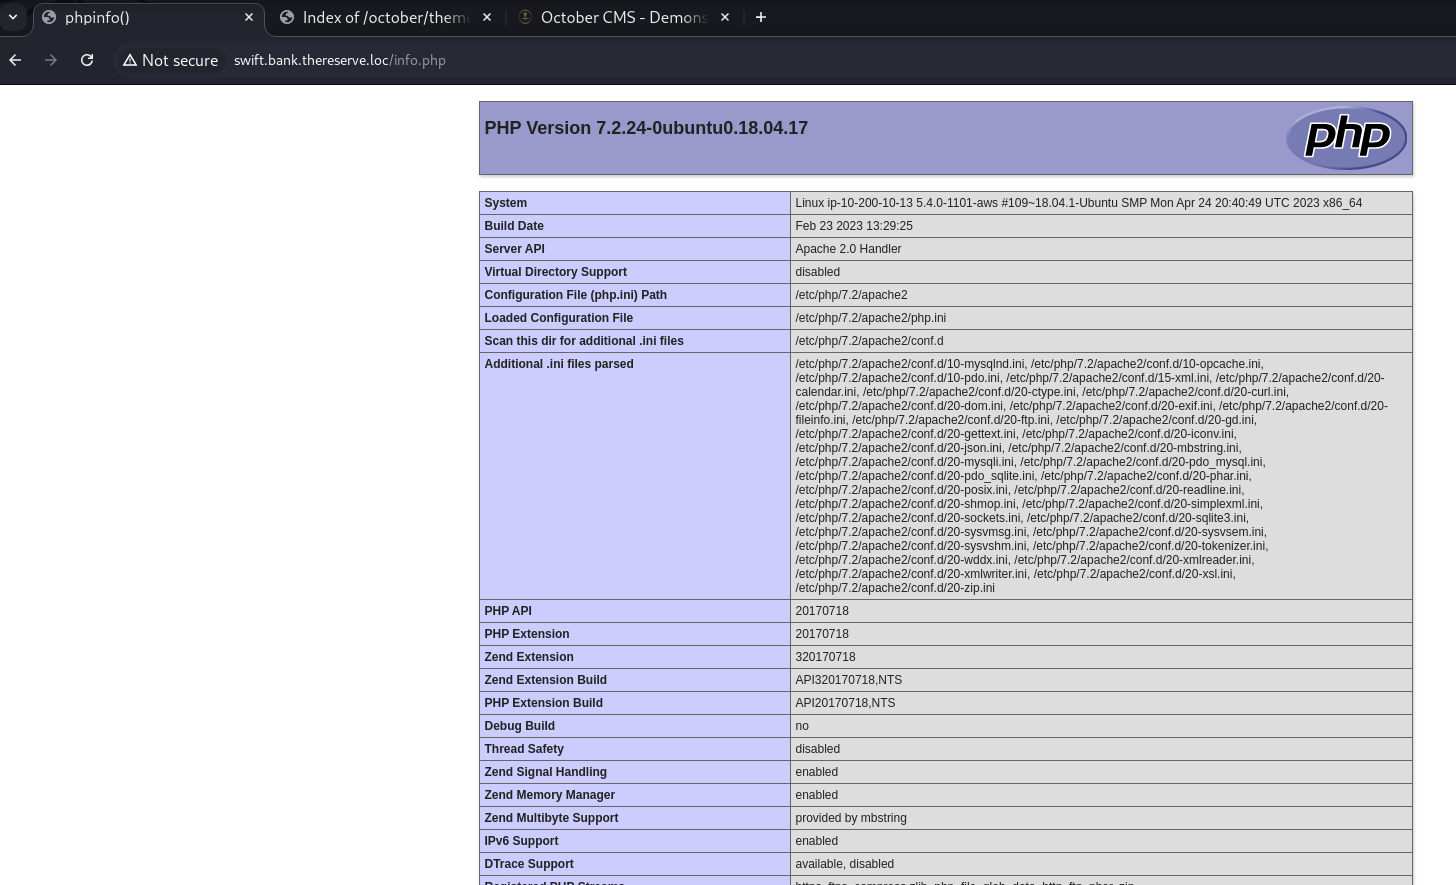 phpinfo()
Index of /october/them
October CMS - Demons
Not secure
swift.bank.thereserve.loc/info.php
PHP Version 7.2.24-0ubuntu0.18.04.17
php
System Linux ip-10-200-10-13 5.4.0-1101-aws #109~18.04.1-Ubuntu SMP Mon Apr 24 20:40:49 UTC 2023 x86_64
Build Date Feb 23 2023 13:29:25
Server API Apache 2.0 Handler
Virtual Directory Support disabled
Configuration File (php.ini) Path /etc/php/7.2/apache2
Loaded Configuration File /etc/php/7.2/apache2/php.ini
Scan this dir for additional .ini files /etc/php/7.2/apache2/conf.d
Additional .ini files parsed /etc/php/7.2/apache2/conf.d/10-mysqlnd.ini, /etc/php/7.2/apache2/conf.d/10-opcache.ini,
/etc/php/7.2/apache2/conf.d/10-pdo.ini, /etc/php/7.2/apache2/conf.d/15-xml.ini, /etc/php/7.2/apache2/conf.d/20-
calendar.ini, /etc/php/7.2/apache2/conf.d/20-ctype.ini, /etc/php/7.2/apache2/conf.d/20-curl.ini,
/etc/php/7.2/apache2/conf.d/20-dom.ini, /etc/php/7.2/apache2/conf.d/20-exif.ini, /etc/php/7.2/apache2/conf.d/20-
fileinfo.ini, /etc/php/7.2/apache2/conf.d/20-ftp.ini, /etc/php/7.2/apache2/conf.d/20-gd.ini,
/etc/php/7.2/apache2/conf.d/20-gettext.ini, /etc/php/7.2/apache2/conf.d/20-iconv.ini,
/etc/php/7.2/apache2/conf.d/20-json.ini, /etc/php/7.2/apache2/conf.d/20-mbstring.ini,
/etc/php/7.2/apache2/conf.d/20-mysqli.ini, /etc/php/7.2/apache2/conf.d/20-pdo_mysql.ini,
/etc/php/7.2/apache2/conf.d/20-pdo_sqlite.ini, /etc/php/7.2/apache2/conf.d/20-phar.ini,
/etc/php/7.2/apache2/conf.d/20-posix.ini, /etc/php/7.2/apache2/conf.d/20-readline.ini,
/etc/php/7.2/apache2/conf.d/20-shmop.ini, /etc/php/7.2/apache2/conf.d/20-simplexml.ini,
/etc/php/7.2/apache2/conf.d/20-sockets.ini, /etc/php/7.2/apache2/conf.d/20-sqlite3.ini,
/etc/php/7.2/apache2/conf.d/20-sysvmsg.ini, /etc/php/7.2/apache2/conf.d/20-sysvsem.ini,
/etc/php/7.2/apache2/conf.d/20-sysvshm.ini, /etc/php/7.2/apache2/conf.d/20-tokenizer.ini,
/etc/php/7.2/apache2/conf.d/20-wddx.ini, /etc/php/7.2/apache2/conf.d/20-xmlreader.ini,
/etc/php/7.2/apache2/conf.d/20-xmlwriter.ini, /etc/php/7.2/apache2/conf.d/20-xsl.ini,
/etc/php/7.2/apache2/conf.d/20-zip.ini
PHP API 20170718
PHP Extension 20170718
Zend Extension 320170718
Zend Extension Build API320170718,NTS
PHP Extension Build API20170718,NTS
Debug Build no
Thread Safety disabled
Zend Signal Handling enabled
Zend Memory Manager enabled
Zend Multibyte Support provided by mbstring
IPv6 Support enabled
DTrace Support available, disabled